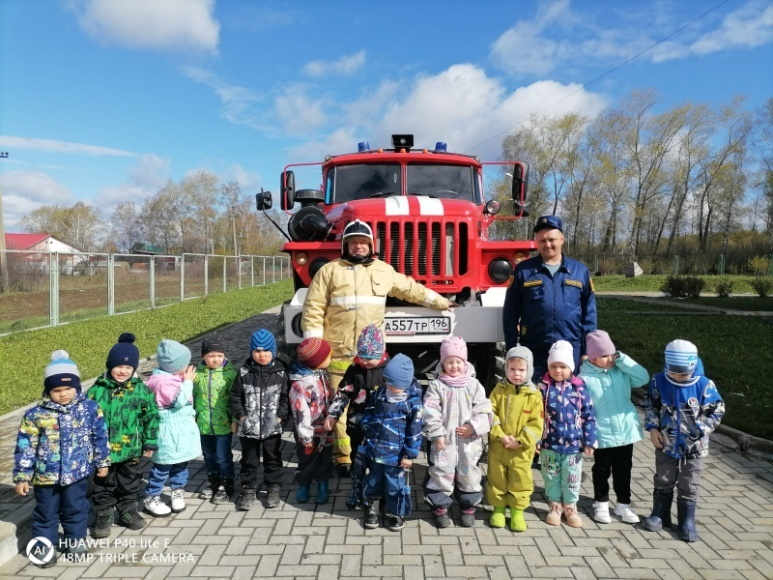 А557ТР 196
HUAWEI P40 lite E
48MP TRIPLE CAMERA